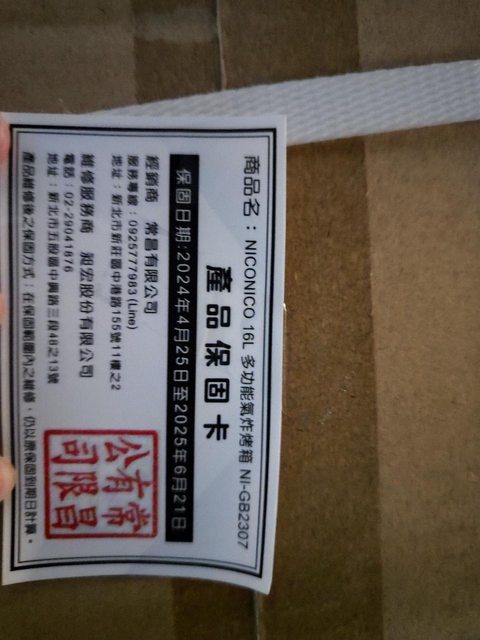 產品保固卡
商品名：NICONICO 16L 多功能氣炸烤箱 NI-GB2307
保固日期:2024年4月25日至2025年6月21日
經銷商 常昌有限公司
服務專線：0925777983 (Line)
地址：新北市新莊區中港路155號11樓之2
維修服務商 昶宏股份有限公司
電話：02-29041876
地址：新北市五股區中興路三段48之13號
產品維修後之保固方式：在保固範圍內之維修，仍以原保固到期日計算。
常昌
有限
公司